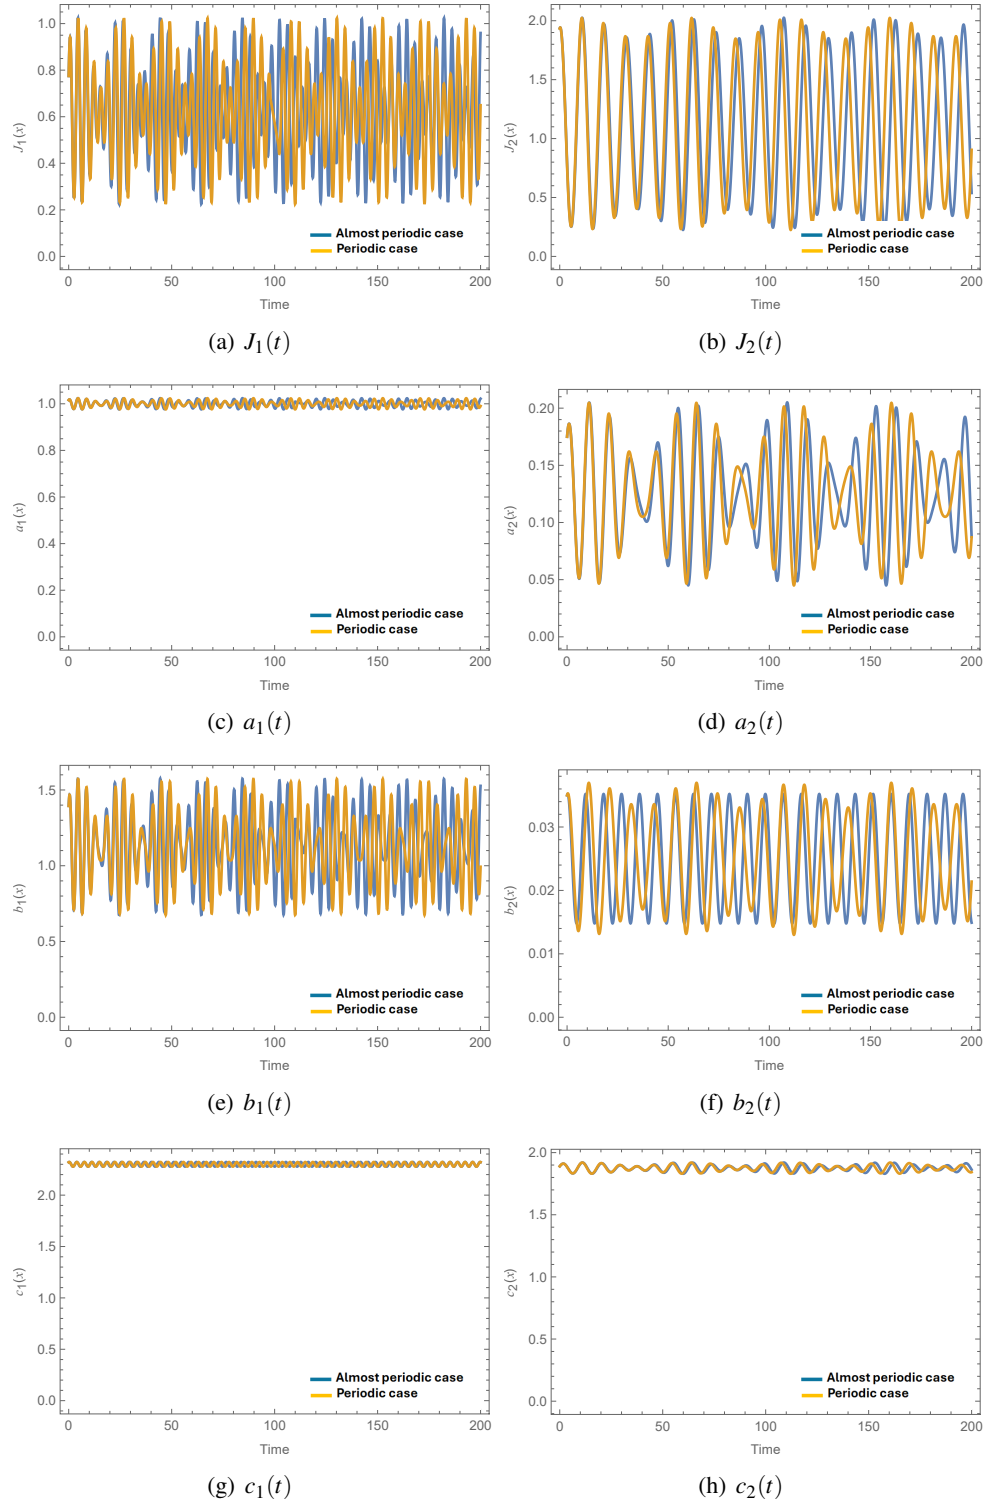 J1(x)
1.0
0.8
0.6
0.4
0.2
0.0
Almost periodic case
Periodic case
0 50 100 150 200
Time
(a) J1(t)
J2(x)
2.0
1.5
1.0
0.5
0.0
Almost periodic case
Periodic case
0 50 100 150 200
Time
(b) J2(t)
a1(x)
1.0
0.8
0.6
0.4
0.2
0.0
Almost periodic case
Periodic case
0 50 100 150 200
Time
(c) a1(t)
a2(x)
0.20
0.15
0.10
0.05
0.00
Almost periodic case
Periodic case
0 50 100 150 200
Time
(d) a2(t)
b1(x)
1.5
1.0
0.5
0.0
Almost periodic case
Periodic case
0 50 100 150 200
Time
(e) b1(t)
b2(x)
0.03
0.02
0.01
0.00
Almost periodic case
Periodic case
0 50 100 150 200
Time
(f) b2(t)
c1(x)
2.0
1.5
1.0
0.5
0.0
Almost periodic case
Periodic case
0 50 100 150 200
Time
(g) c1(t)
c2(x)
2.0
1.5
1.0
0.5
0.0
Almost periodic case
Periodic case
0 50 100 150 200
Time
(h) c2(t)